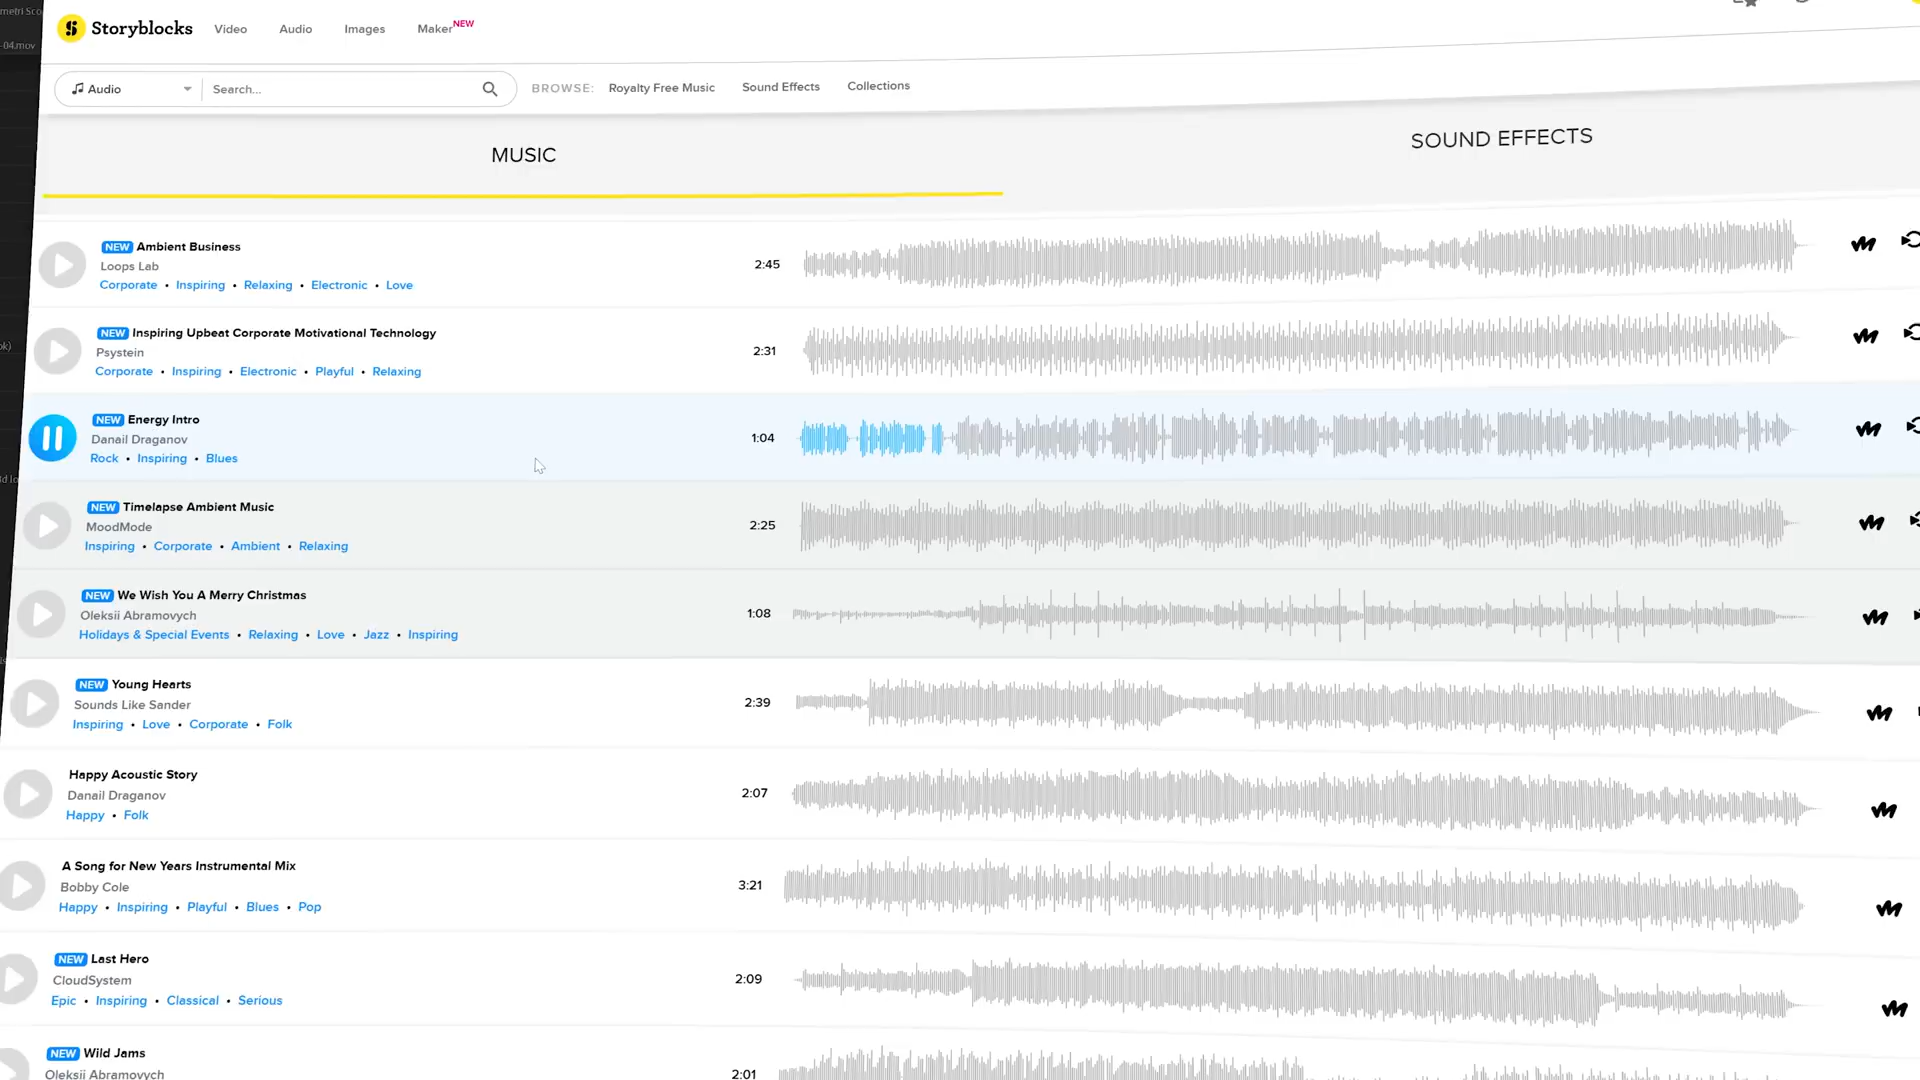 metri Sco
-04.mov
ok)
Storyblocks
Video
Audio
Images
Maker NEW
Audio
Search...
BROWSE:
Royalty Free Music
Sound Effects
Collections
MUSIC
SOUND EFFECTS
NEW Ambient Business
Loops Lab
Corporate • Inspiring • Relaxing • Electronic • Love
2:45
NEW Inspiring Upbeat Corporate Motivational Technology
Psystein
Corporate • Inspiring • Electronic • Playful • Relaxing
2:31
NEW Energy Intro
Danail Draganov
Rock • Inspiring • Blues
1:04
NEW Timelapse Ambient Music
MoodMode
Inspiring • Corporate • Ambient • Relaxing
2:25
NEW We Wish You A Merry Christmas
Oleksii Abramovych
Holidays & Special Events • Relaxing • Love • Jazz • Inspiring
1:08
NEW Young Hearts
Sounds Like Sander
Inspiring • Love • Corporate • Folk
2:39
Happy Acoustic Story
Danail Draganov
Happy • Folk
2:07
A Song for New Years Instrumental Mix
Bobby Cole
Happy • Inspiring • Playful • Blues • Pop
3:21
NEW Last Hero
CloudSystem
Epic • Inspiring • Classical • Serious
2:09
NEW Wild Jams
Oleksii Abramovych
2:01